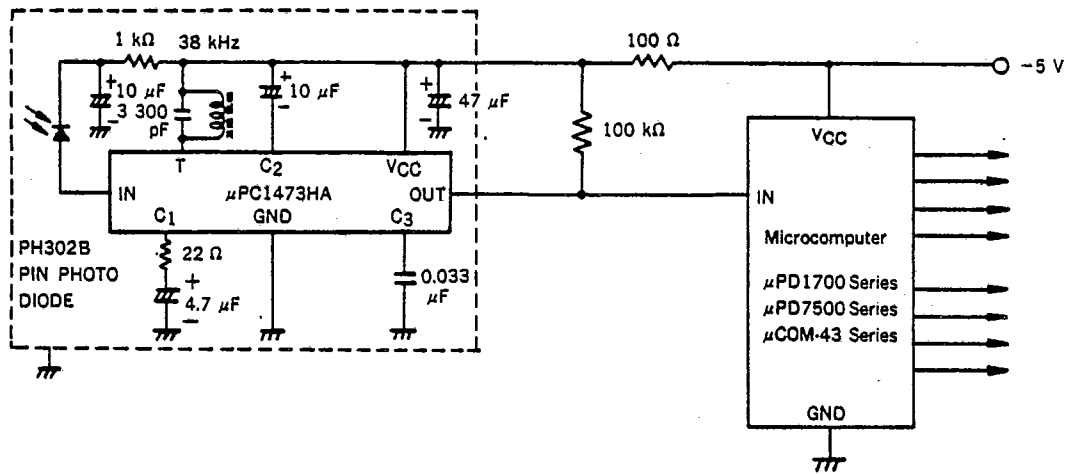 1 kΩ
38 kHz
100 Ω
−5 V
+
10 μF
−
3 300
pF
+
10 μF
−
+
47 μF
−
100 kΩ
T
C2
VCC
IN
μPC1473HA
OUT
C1
GND
C3
22 Ω
+
4.7 μF
−
0.033
μF
PH302B
PIN PHOTO
DIODE
VCC
IN
Microcomputer
μPD1700 Series
μPD7500 Series
μCOM-43 Series
GND